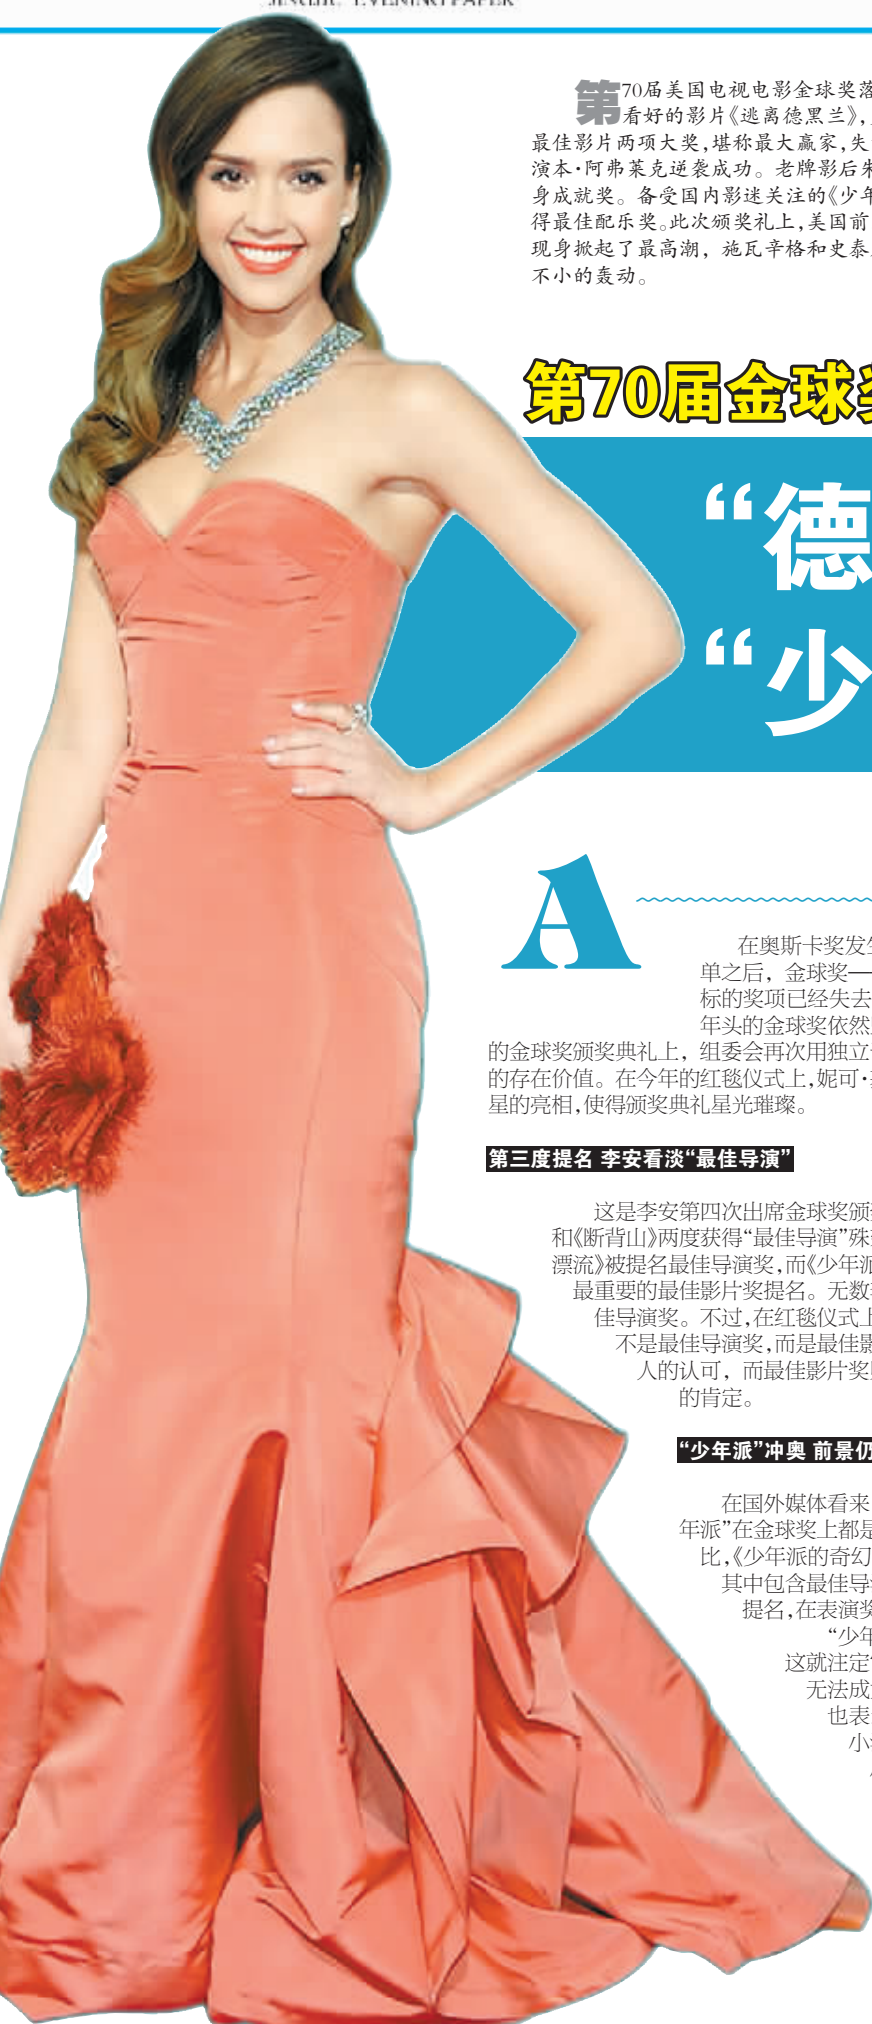 EVENING PAPER
第70届美国电视电影金球奖落
看好的影片《逃离德黑兰》,
最佳影片两项大奖,堪称最大赢家,失
演本·阿弗莱克逆袭成功。老牌影后朱
身成就奖。备受国内影迷关注的《少年
得最佳配乐奖。此次颁奖礼上,美国前
现身掀起了最高潮，施瓦辛格和史泰
不小的轰动。
第70届金球奖
“德
“少
A
在奥斯卡奖发生
单之后，金球奖—
标的奖项已经失去
年头的金球奖依然
的金球奖颁奖典礼上，组委会再次用独立
的存在价值。在今年的红毯仪式上,妮可·
星的亮相,使得颁奖典礼星光璀璨。
第三度提名 李安看淡“最佳导演”
这是李安第四次出席金球奖颁奖
和《断背山》两度获得“最佳导演”殊
漂流》被提名最佳导演奖,而《少年派
最重要的最佳影片奖提名。无数
佳导演奖。不过,在红毯仪式上
不是最佳导演奖,而是最佳影
人的认可，而最佳影片奖
的肯定。
“少年派”冲奥 前景仍
在国外媒体看来
年派”在金球奖上都是
比,《少年派的奇幻
其中包含最佳导
提名,在表演奖
“少年
这就注定
无法成
也表
小